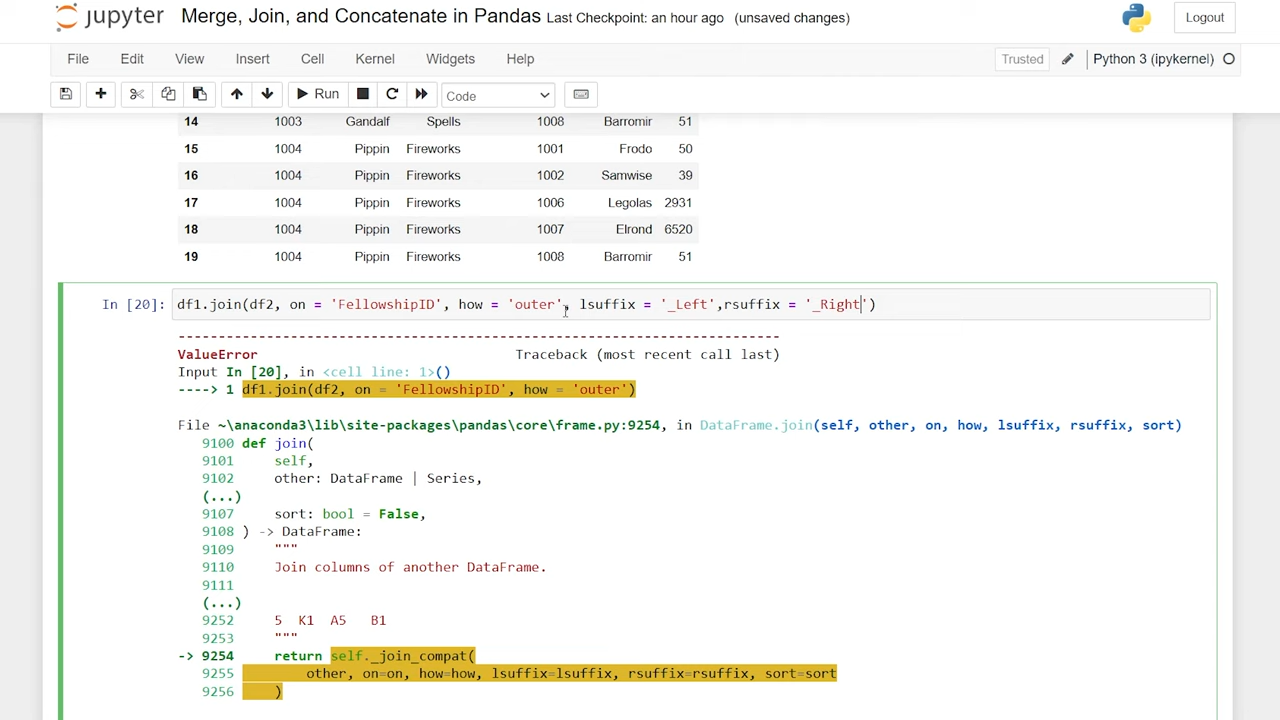 jupyter Merge, Join, and Concatenate in Pandas Last Checkpoint: an hour ago (unsaved changes) Logout
File Edit View Insert Cell Kernel Widgets Help Trusted Python 3 (ipykernel)
Run Code
14 1003 Gandalf Spells 1008 Barromir 51
15 1004 Pippin Fireworks 1001 Frodo 50
16 1004 Pippin Fireworks 1002 Samwise 39
17 1004 Pippin Fireworks 1006 Legolas 2931
18 1004 Pippin Fireworks 1007 Elrond 6520
19 1004 Pippin Fireworks 1008 Barromir 51
In [20]: df1.join(df2, on = 'FellowshipID', how = 'outer', lsuffix = '_Left',rsuffix = '_Right')
---------------------------------------------------------------------------
ValueError Traceback (most recent call last)
Input In [20], in <cell line: 1>()
----> 1 df1.join(df2, on = 'FellowshipID', how = 'outer')
File ~\anaconda3\lib\site-packages\pandas\core\frame.py:9254, in DataFrame.join(self, other, on, how, lsuffix, rsuffix, sort)
9100 def join(
9101 self,
9102 other: DataFrame | Series,
(...)
9107 sort: bool = False,
9108 ) -> DataFrame:
9109 """
9110 Join columns of another DataFrame.
9111
(...)
9252 5 K1 A5 B1
9253 """
-> 9254 return self._join_compat(
9255 other, on=on, how=how, lsuffix=lsuffix, rsuffix=rsuffix, sort=sort
9256 )